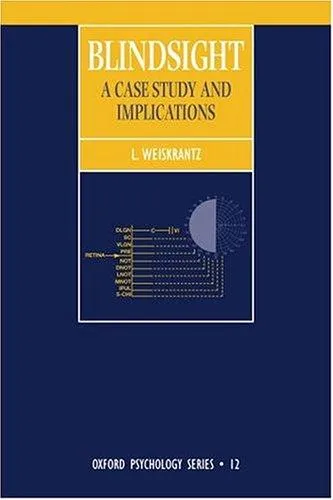 BLINDSIGHT
A CASE STUDY AND
IMPLICATIONS
L. WEISKRANTZ
DLGN C VI
SC
VLGN
PRE
RETINA
NOT
DNOT
LNOT
MNOT
IPUL
S-CHI
OXFORD PSYCHOLOGY SERIES • 12